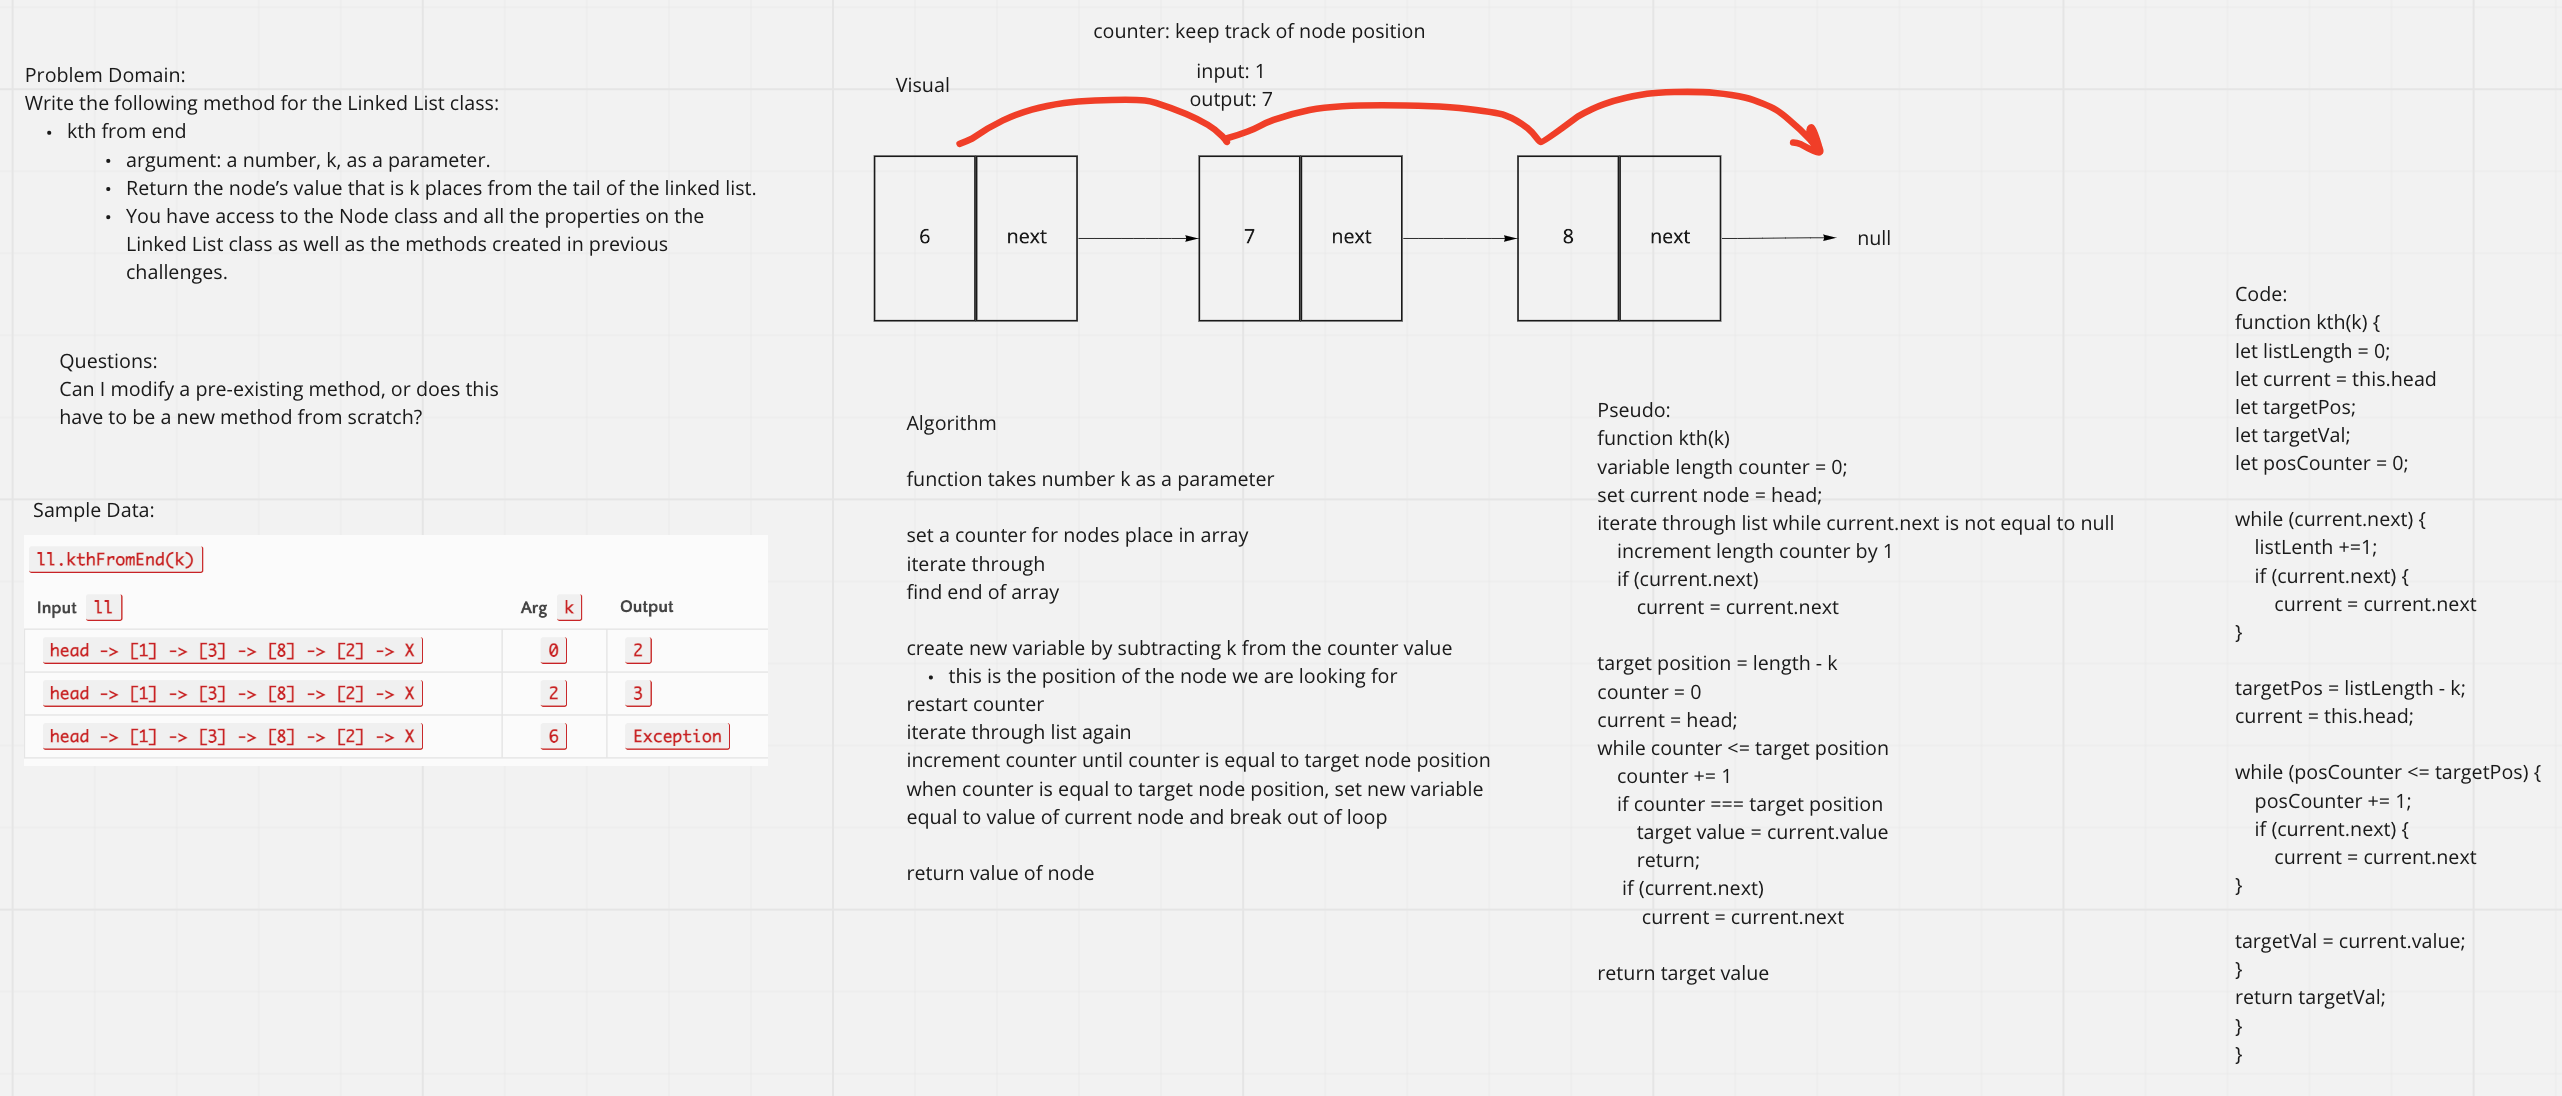 counter: keep track of node position
Problem Domain:
Write the following method for the Linked List class:
• kth from end
• argument: a number, k, as a parameter.
• Return the node’s value that is k places from the tail of the linked list.
• You have access to the Node class and all the properties on the
Linked List class as well as the methods created in previous
challenges.
Questions:
Can I modify a pre-existing method, or does this
have to be a new method from scratch?
Sample Data:
ll.kthFromEnd(k)
Input ll Arg k Output
head -> [1] -> [3] -> [8] -> [2] -> X 0 2
head -> [1] -> [3] -> [8] -> [2] -> X 2 3
head -> [1] -> [3] -> [8] -> [2] -> X 6 Exception
Visual
input: 1
output: 7
6 next 7 next 8 next null
Algorithm
function takes number k as a parameter
set a counter for nodes place in array
iterate through
find end of array
create new variable by subtracting k from the counter value
• this is the position of the node we are looking for
restart counter
iterate through list again
increment counter until counter is equal to target node position
when counter is equal to target node position, set new variable
equal to value of current node and break out of loop
return value of node
Pseudo:
function kth(k)
variable length counter = 0;
set current node = head;
iterate through list while current.next is not equal to null
increment length counter by 1
if (current.next)
current = current.next
target position = length - k
counter = 0
current = head;
while counter <= target position
counter += 1
if counter === target position
target value = current.value
return;
if (current.next)
current = current.next
return target value
Code:
function kth(k) {
let listLength = 0;
let current = this.head
let targetPos;
let targetVal;
let posCounter = 0;
while (current.next) {
listLenth +=1;
if (current.next) {
current = current.next
}
targetPos = listLength - k;
current = this.head;
while (posCounter <= targetPos) {
posCounter += 1;
if (current.next) {
current = current.next
}
targetVal = current.value;
}
return targetVal;
}
}